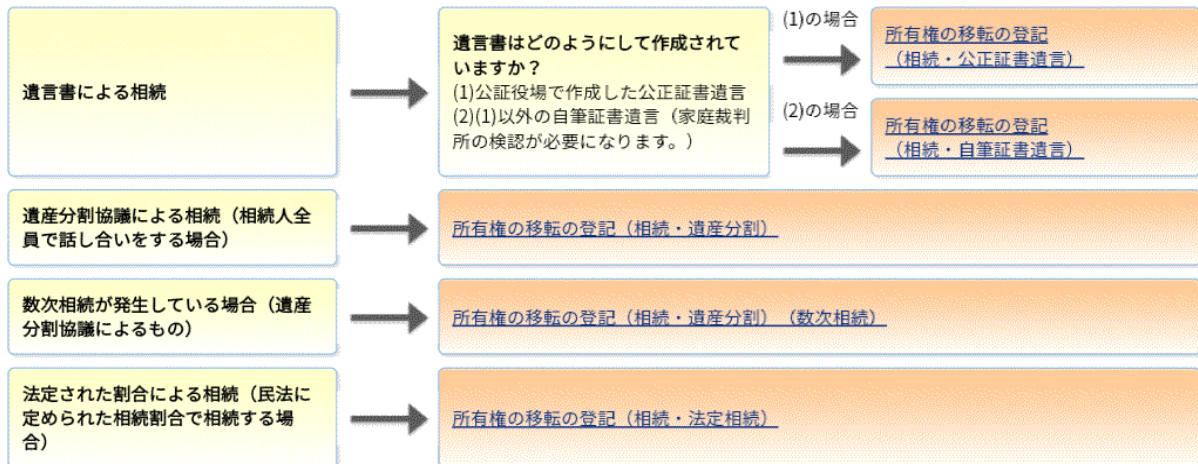 遺言書による相続
遺言書はどのようにして作成されて
いますか？
(1)公証役場で作成した公正証書遺言
(2)(1)以外の自筆証書遺言（家庭裁判
所の検認が必要になります。）
(1)の場合
所有権の移転の登記
（相続・公正証書遺言）
(2)の場合
所有権の移転の登記
（相続・自筆証書遺言）
遺産分割協議による相続（相続人全
員で話し合いをする場合）
所有権の移転の登記（相続・遺産分割）
数次相続が発生している場合（遺産
分割協議によるもの）
所有権の移転の登記（相続・遺産分割）（数次相続）
法定された割合による相続（民法に
定められた相続割合で相続する場
合）
所有権の移転の登記（相続・法定相続）